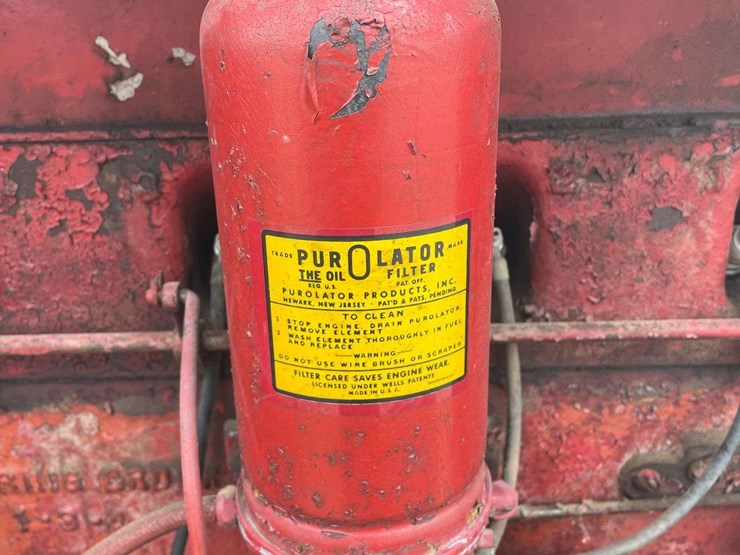 TRADE PUROLATOR MARK
THE OIL FILTER
REG. U.S. PAT. OFF.
PUROLATOR PRODUCTS, INC.
NEWARK, NEW JERSEY - PAT'D & PATS. PENDING
TO CLEAN
1 STOP ENGINE, DRAIN PUROLATOR,
REMOVE ELEMENT
2 WASH ELEMENT THOROUGHLY IN FUEL
AND REPLACE
WARNING
DO NOT USE WIRE BRUSH OR SCRAPER
FILTER CARE SAVES ENGINE WEAR.
LICENSED UNDER WELLS PATENTS
MADE IN U.S.A.